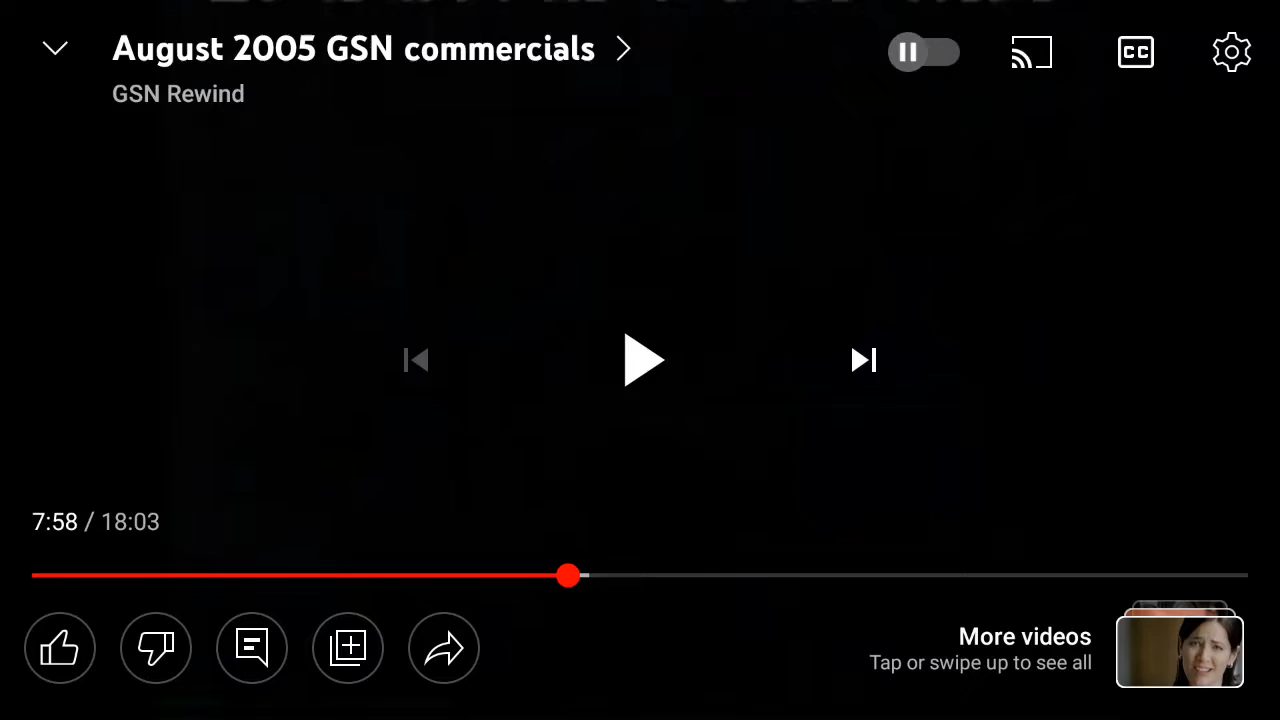 August 2005 GSN commercials
GSN Rewind
CC
7:58 / 18:03
More videos
Tap or swipe up to see all